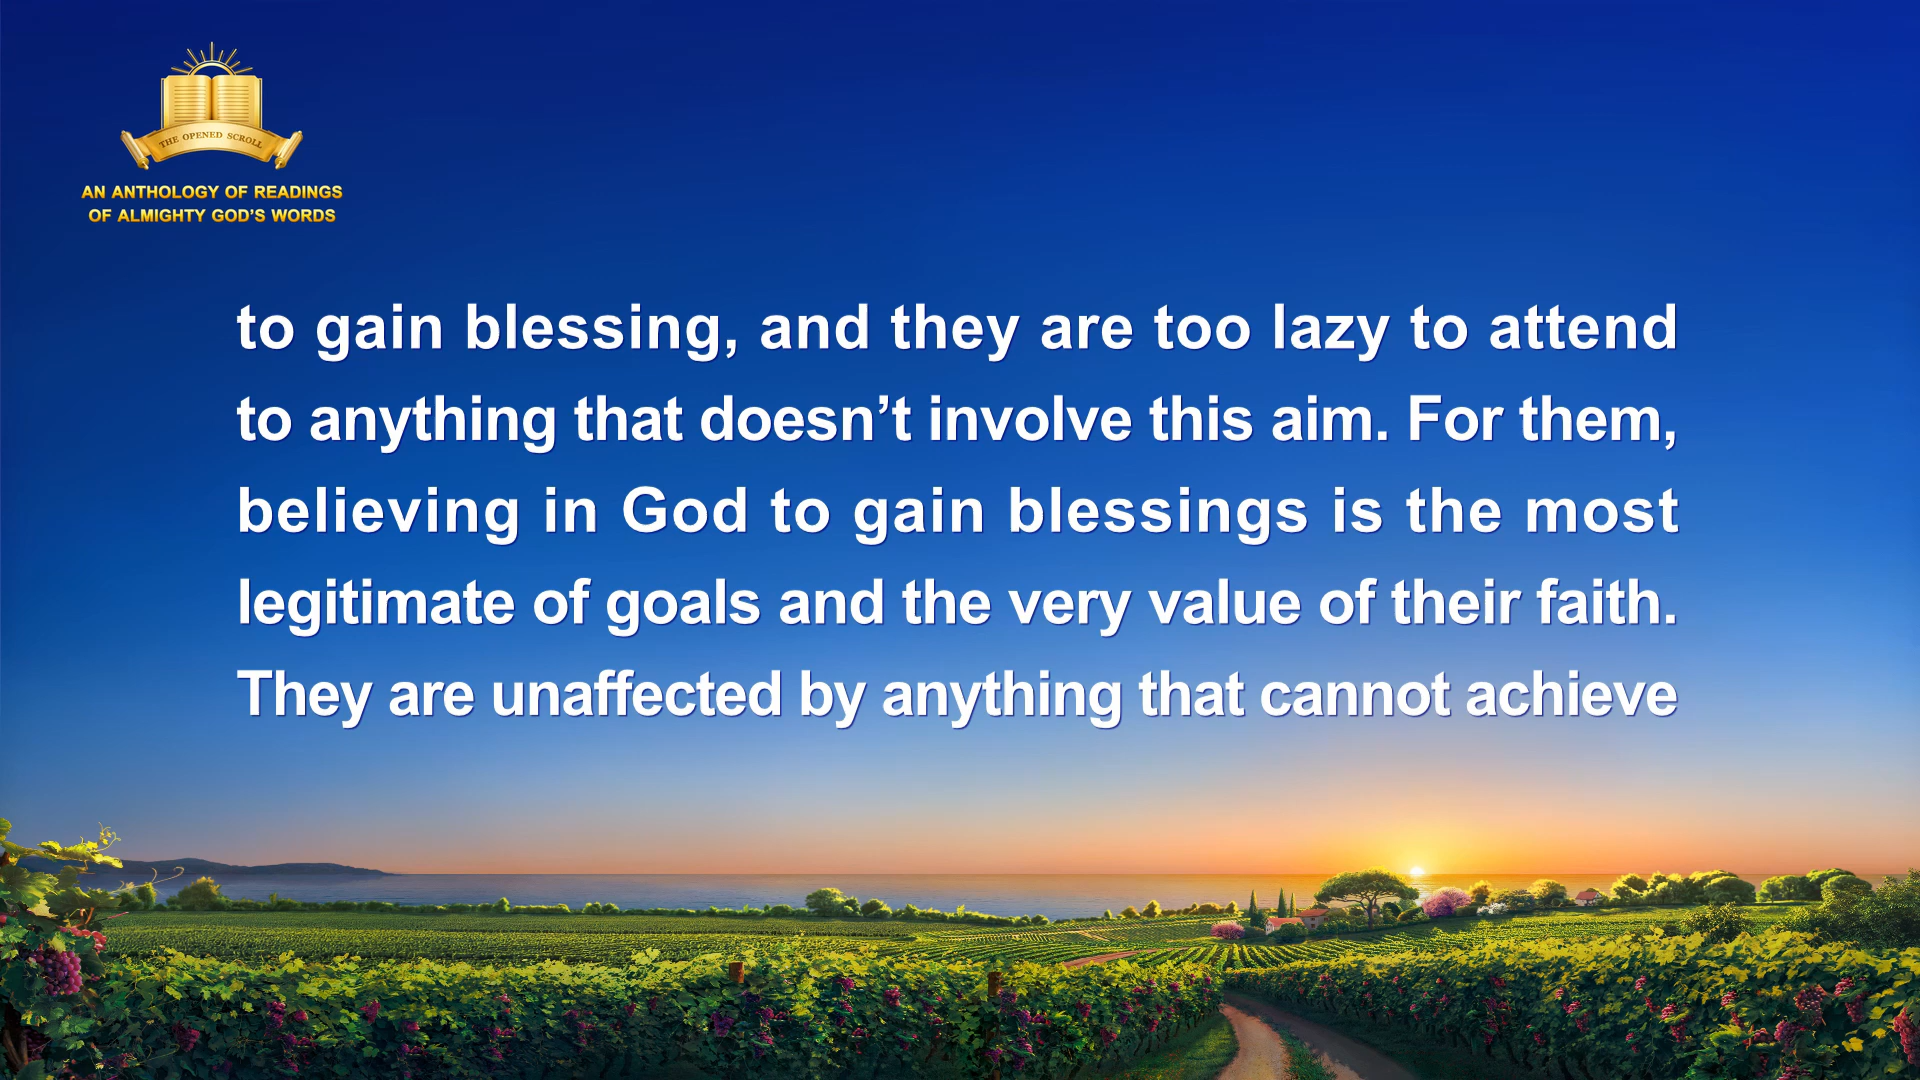 THE OPENED SCROLL
AN ANTHOLOGY OF READINGS
OF ALMIGHTY GOD’S WORDS
to gain blessing, and they are too lazy to attend
to anything that doesn’t involve this aim. For them,
believing in God to gain blessings is the most
legitimate of goals and the very value of their faith.
They are unaffected by anything that cannot achieve